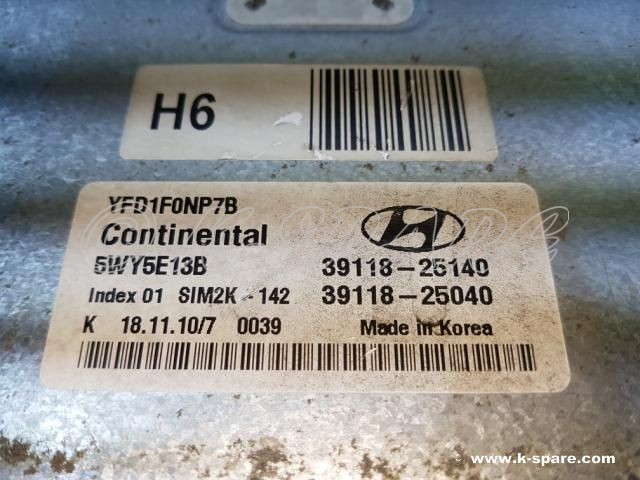 H6
YFD1F0NP7B
Continental
5WY5E13B 39118-25140
Index 01 SIM2K - 142 39118-25040
K 18.11.10/7 0039 Made in Korea
www.k-spare.com